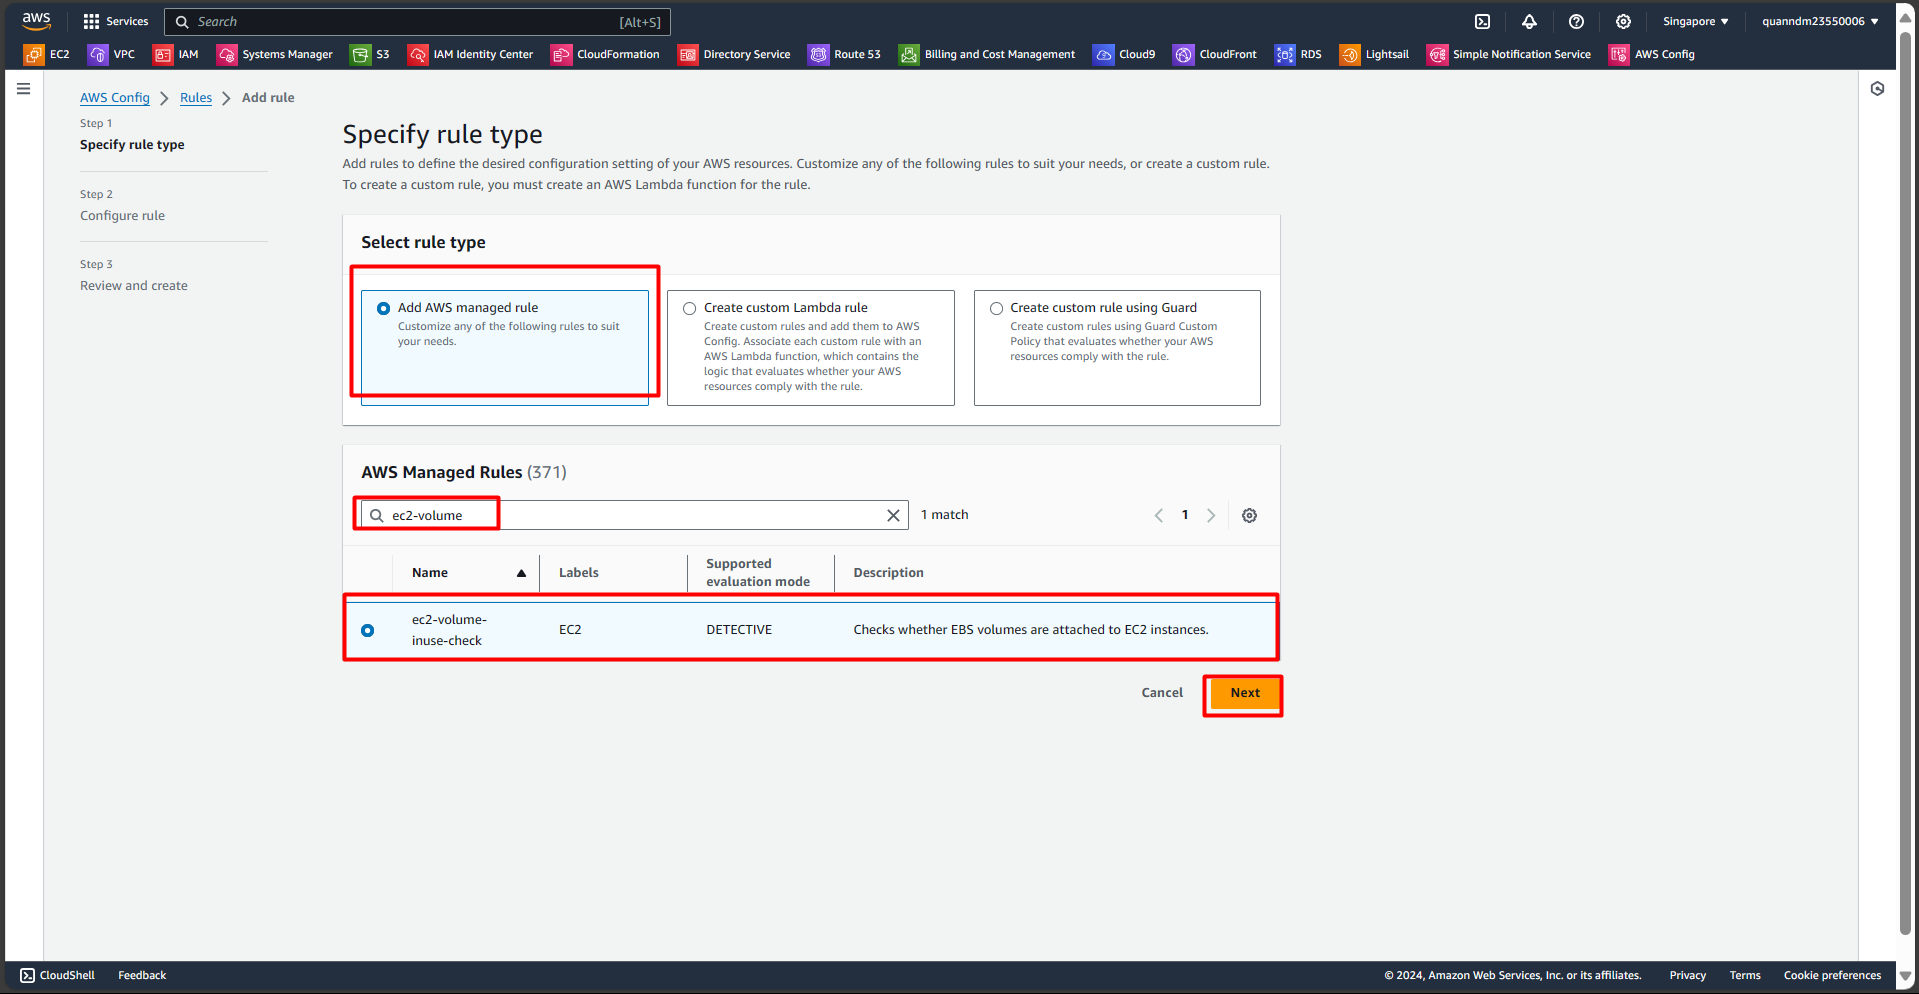 aws
Services
Search
[Alt+S]
Singapore ▼
quanndm23550006 ▼
EC2
VPC
IAM
Systems Manager
S3
IAM Identity Center
CloudFormation
Directory Service
Route 53
Billing and Cost Management
Cloud9
CloudFront
RDS
Lightsail
Simple Notification Service
AWS Config
AWS Config > Rules > Add rule
Step 1
Specify rule type
Step 2
Configure rule
Step 3
Review and create
Specify rule type
Add rules to define the desired configuration setting of your AWS resources. Customize any of the following rules to suit your needs, or create a custom rule.
To create a custom rule, you must create an AWS Lambda function for the rule.
Select rule type
Add AWS managed rule
Customize any of the following rules to suit
your needs.
Create custom Lambda rule
Create custom rules and add them to AWS
Config. Associate each custom rule with an
AWS Lambda function, which contains the
logic that evaluates whether your AWS
resources comply with the rule.
Create custom rule using Guard
Create custom rules using Guard Custom
Policy that evaluates whether your AWS
resources comply with the rule.
AWS Managed Rules (371)
ec2-volume
1 match
1
Name
Labels
Supported
evaluation mode
Description
ec2-volume-
inuse-check
EC2
DETECTIVE
Checks whether EBS volumes are attached to EC2 instances.
Cancel
Next
CloudShell
Feedback
© 2024, Amazon Web Services, Inc. or its affiliates.
Privacy
Terms
Cookie preferences